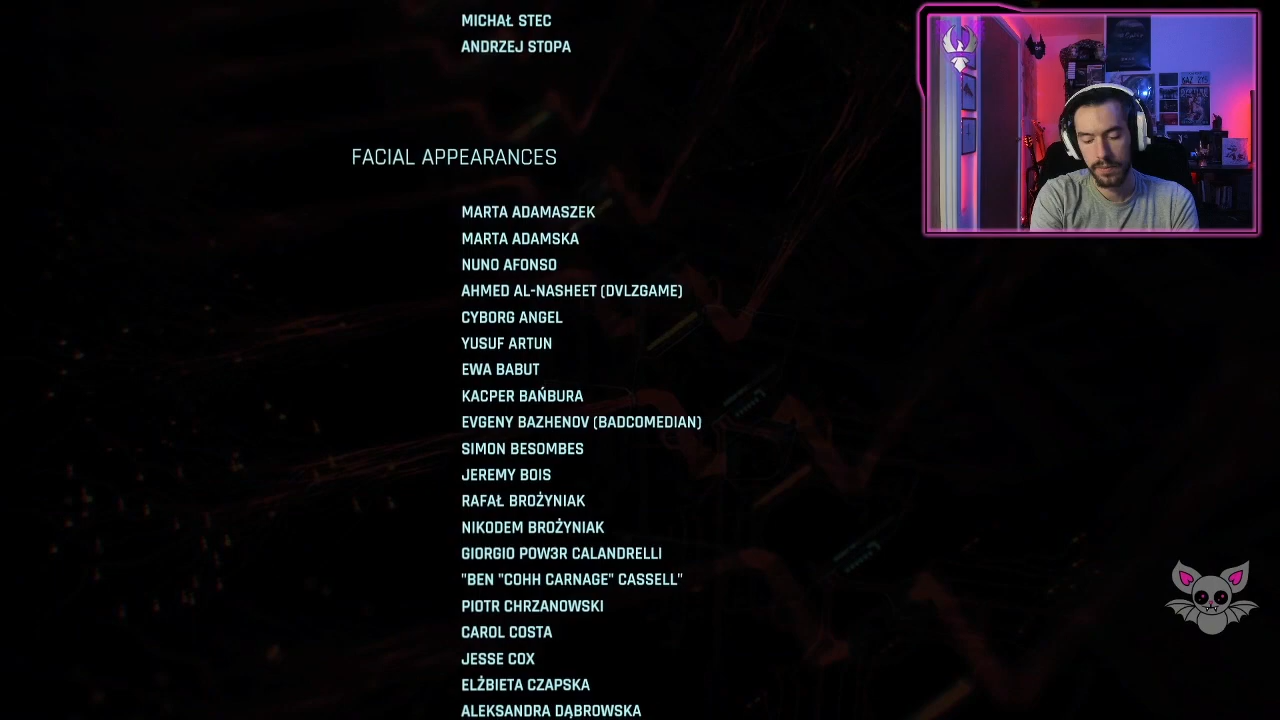 MICHAŁ STEC
ANDRZEJ STOPA
FACIAL APPEARANCES
MARTA ADAMASZEK
MARTA ADAMSKA
NUNO AFONSO
AHMED AL-NASHEET (DVLZGAME)
CYBORG ANGEL
YUSUF ARTUN
EWA BABUT
KACPER BAŃBURA
EVGENY BAZHENOV (BADCOMEDIAN)
SIMON BESOMBES
JEREMY BOIS
RAFAŁ BROŻYNIAK
NIKODEM BROŻYNIAK
GIORGIO POW3R CALANDRELLI
"BEN "COHH CARNAGE" CASSELL"
PIOTR CHRZANOWSKI
CAROL COSTA
JESSE COX
ELŻBIETA CZAPSKA
ALEKSANDRA DĄBROWSKA